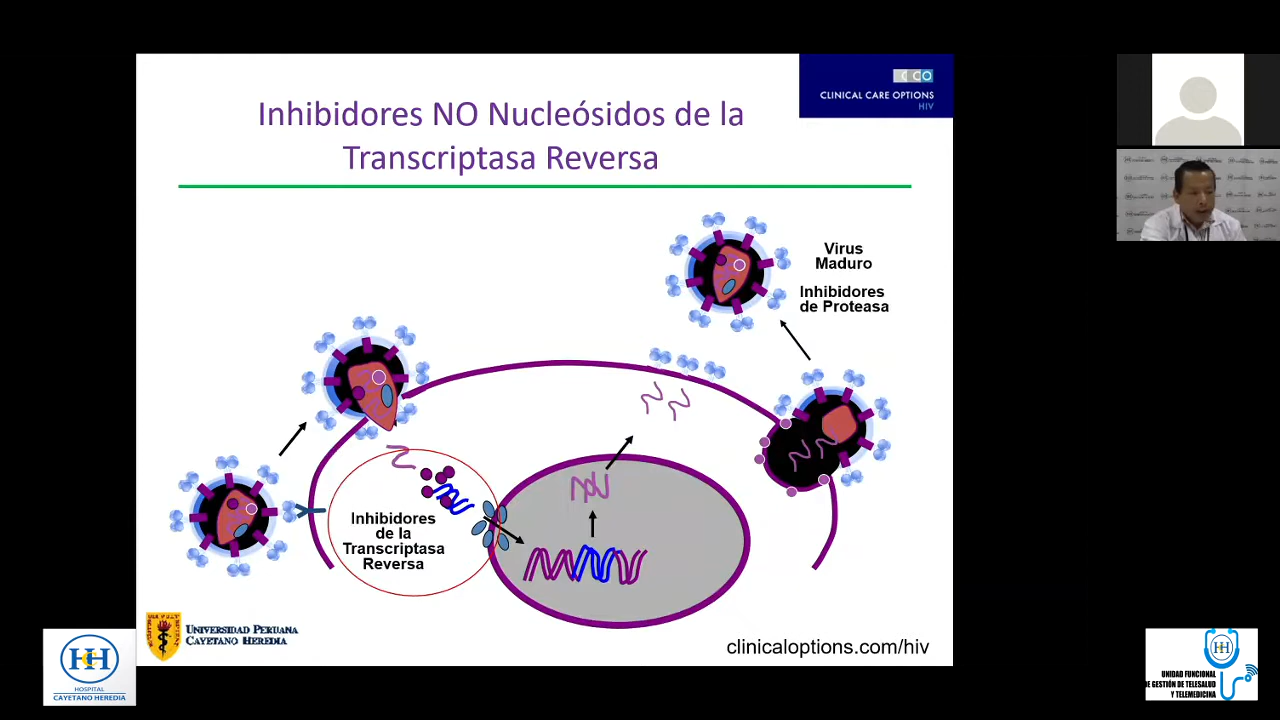 Inhibidores NO Nucleósidos de la
Transcriptasa Reversa
CCO
CLINICAL CARE OPTIONS
HIV
Virus
Maduro
Inhibidores
de Proteasa
Inhibidores
de la
Transcriptasa
Reversa
UNIVERSIDAD PERUANA
CAYETANO HEREDIA
clinicaloptions.com/hiv
HCH
HOSPITAL
CAYETANO HEREDIA
UNIDAD FUNCIONAL
DE GESTIÓN DE TELESALUD
Y TELEMEDICINA